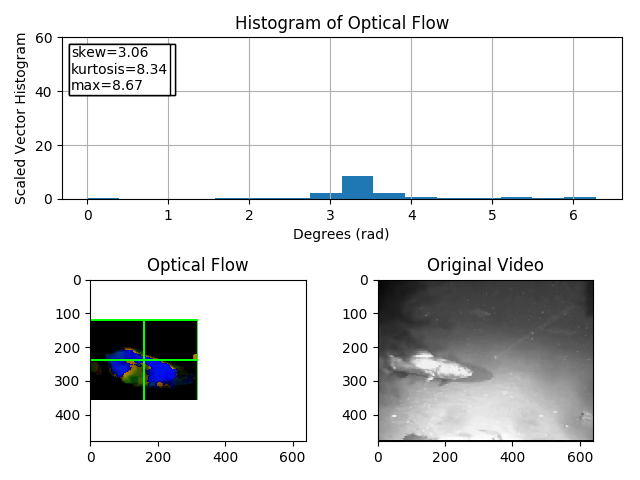 Histogram of Optical Flow
Scaled Vector Histogram
60
40
20
0
skew=3.06
kurtosis=8.34
max=8.67
0 1 2 3 4 5 6
Degrees (rad)
Optical Flow
0
100
200
300
400
0 200 400 600
Original Video
0
100
200
300
400
0 200 400 600